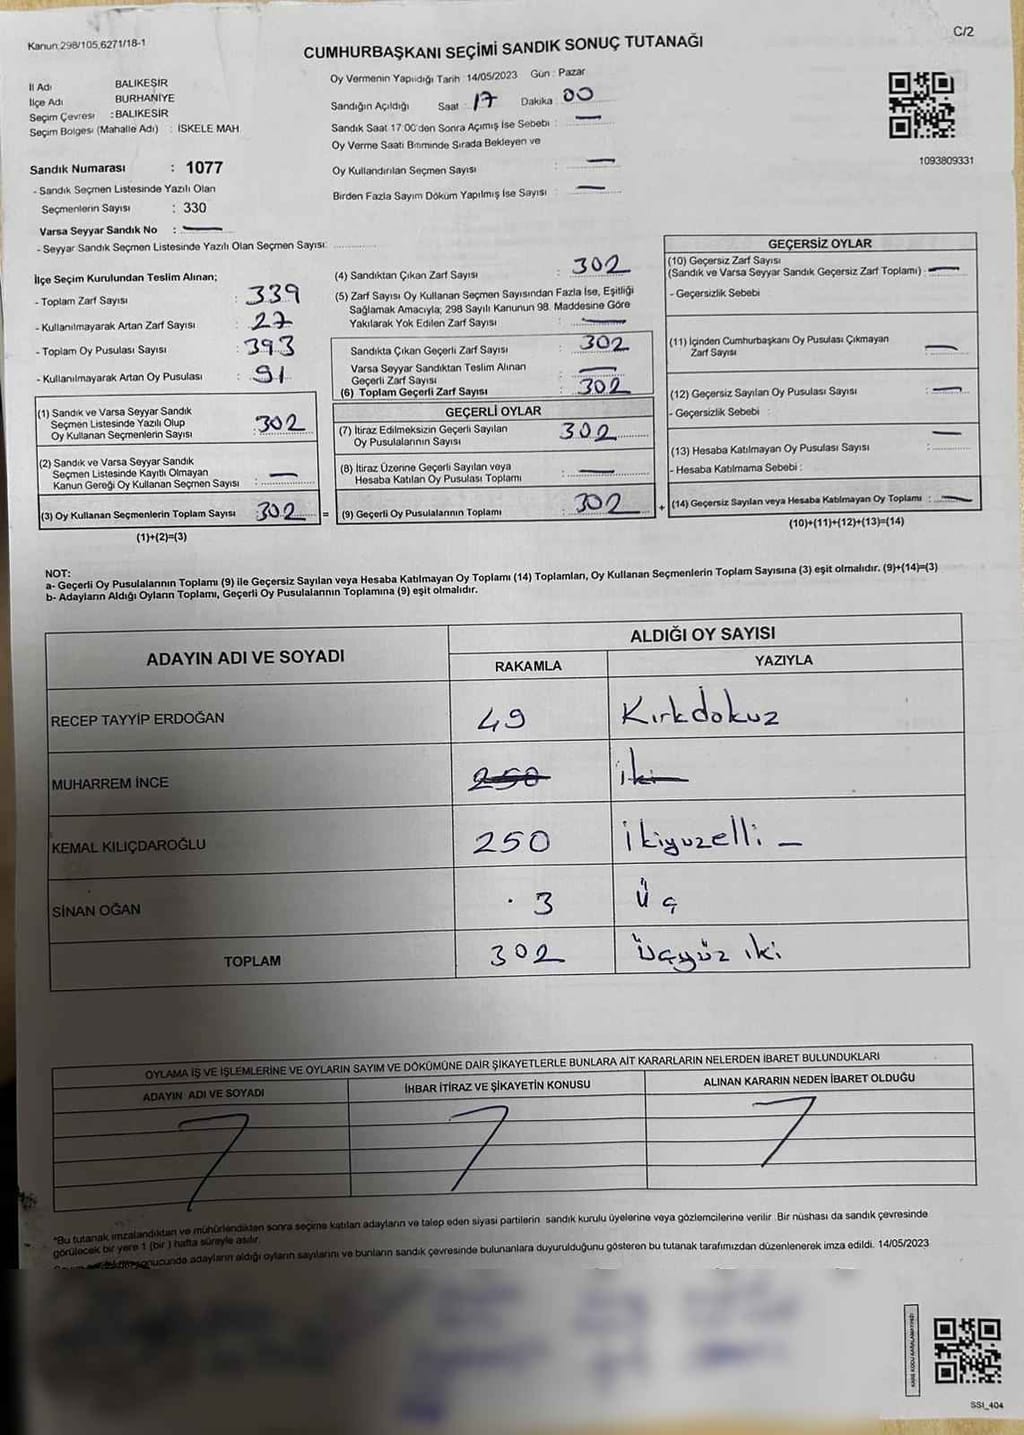 Kanun:298/105,6271/18-1
C/2
CUMHURBAŞKANI SEÇİMİ SANDIK SONUÇ TUTANAĞI
İl Adı BALIKESİR
İlçe Adı BURHANİYE
Seçim Çevresi : BALIKESİR
Seçim Bölgesi (Mahalle Adı) : İSKELE MAH.
Oy Vermenin Yapıldığı Tarih : 14/05/2023 Gün : Pazar
Sandığın Açıldığı Saat : 17 Dakika : 00
Sandık Saat 17:00'den Sonra Açılmış İse Sebebi : —
Oy Verme Saati Bitiminde Sırada Bekleyen ve
Oy Kullandırılan Seçmen Sayısı : —
Birden Fazla Sayım Döküm Yapılmış İse Sayısı : —
1093809331
Sandık Numarası : 1077
- Sandık Seçmen Listesinde Yazılı Olan
Seçmenlerin Sayısı : 330
Varsa Seyyar Sandık No : —
- Seyyar Sandık Seçmen Listesinde Yazılı Olan Seçmen Sayısı:
İlçe Seçim Kurulundan Teslim Alınan;
- Toplam Zarf Sayısı : 339
- Kullanılmayarak Artan Zarf Sayısı : 27
- Toplam Oy Pusulası Sayısı : 393
- Kullanılmayarak Artan Oy Pusulası : 91
(1) Sandık ve Varsa Seyyar Sandık
Seçmen Listesinde Yazılı Olup
Oy Kullanan Seçmenlerin Sayısı : 302
(2) Sandık ve Varsa Seyyar Sandık
Seçmen Listesinde Kayıtlı Olmayan
Kanun Gereği Oy Kullanan Seçmen Sayısı : —
(3) Oy Kullanan Seçmenlerin Toplam Sayısı : 302 =
(1)+(2)=(3)
(4) Sandıktan Çıkan Zarf Sayısı : 302
(5) Zarf Sayısı Oy Kullanan Seçmen Sayısından Fazla İse, Eşitliği
Sağlamak Amacıyla; 298 Sayılı Kanunun 98. Maddesine Göre
Yakılarak Yok Edilen Zarf Sayısı : —
Sandıkta Çıkan Geçerli Zarf Sayısı : 302
Varsa Seyyar Sandıktan Teslim Alınan
Geçerli Zarf Sayısı : —
(6) Toplam Geçerli Zarf Sayısı : 302
GEÇERLİ OYLAR
(7) İtiraz Edilmeksizin Geçerli Sayılan
Oy Pusulalarının Sayısı 302
(8) İtiraz Üzerine Geçerli Sayılan veya
Hesaba Katılan Oy Pusulası Toplamı : —
(9) Geçerli Oy Pusulalarının Toplamı : 302 +
GEÇERSİZ OYLAR
(10) Geçersiz Zarf Sayısı
(Sandık ve Varsa Seyyar Sandık Geçersiz Zarf Toplamı) : —
- Geçersizlik Sebebi :
(11) İçinden Cumhurbaşkanı Oy Pusulası Çıkmayan
Zarf Sayısı : —
(12) Geçersiz Sayılan Oy Pusulası Sayısı : —
- Geçersizlik Sebebi :
(13) Hesaba Katılmayan Oy Pusulası Sayısı : —
- Hesaba Katılmama Sebebi :
(14) Geçersiz Sayılan veya Hesaba Katılmayan Oy Toplamı : —
(10)+(11)+(12)+(13)=(14)
NOT:
a- Geçerli Oy Pusulalarının Toplamı (9) ile Geçersiz Sayılan veya Hesaba Katılmayan Oy Toplamı (14) Toplamları, Oy Kullanan Seçmenlerin Toplam Sayısına (3) eşit olmalıdır. (9)+(14)=(3)
b- Adayların Aldığı Oyların Toplamı, Geçerli Oy Pusulalarının Toplamına (9) eşit olmalıdır.
ADAYIN ADI VE SOYADI
ALDIĞI OY SAYISI
RAKAMLA YAZIYLA
RECEP TAYYİP ERDOĞAN 49 Kırkdokuz
MUHARREM İNCE 250 iki
KEMAL KILIÇDAROĞLU 250 ikiyuzelli —
SİNAN OĞAN 3 Üç
TOPLAM 302 üçyüz iki
OYLAMA İŞ VE İŞLEMLERİNE VE OYLARIN SAYIM VE DÖKÜMÜNE DAİR ŞİKAYETLERLE BUNLARA AİT KARARLARIN NELERDEN İBARET BULUNDUKLARI
ADAYIN ADI VE SOYADI İHBAR İTİRAZ VE ŞİKAYETİN KONUSU ALINAN KARARIN NEDEN İBARET OLDUĞU
*Bu tutanak imzalandıktan ve mühürlendikten sonra seçime katılan adayların ve talep eden siyasi partilerin sandık kurulu üyelerine veya gözlemcilerine verilir. Bir nüshası da sandık çevresinde
görülecek bir yere 1 (bir) hafta süreyle asılır.
sonucunda adayların aldığı oyların sayılarını ve bunların sandık çevresinde bulunanlara duyurulduğunu gösteren bu tutanak tarafımızdan düzenlenerek imza edildi. 14/05/2023
KARE KODU KARALAMAYINIZ!
SSI_404